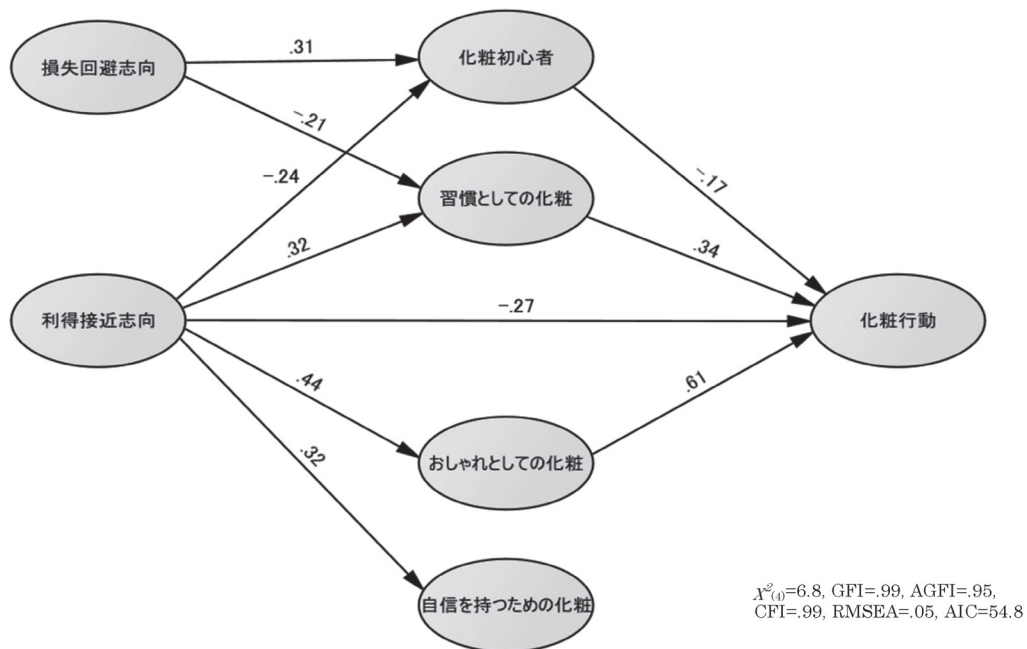 損失回避志向
.31
化粧初心者
-.21
-.24
習慣としての化粧
-.17
.32
.34
利得接近志向
-.27
化粧行動
.44
.61
おしゃれとしての化粧
.32
自信を持つための化粧
χ²₍₄₎=6.8, GFI=.99, AGFI=.95,
CFI=.99, RMSEA=.05, AIC=54.8